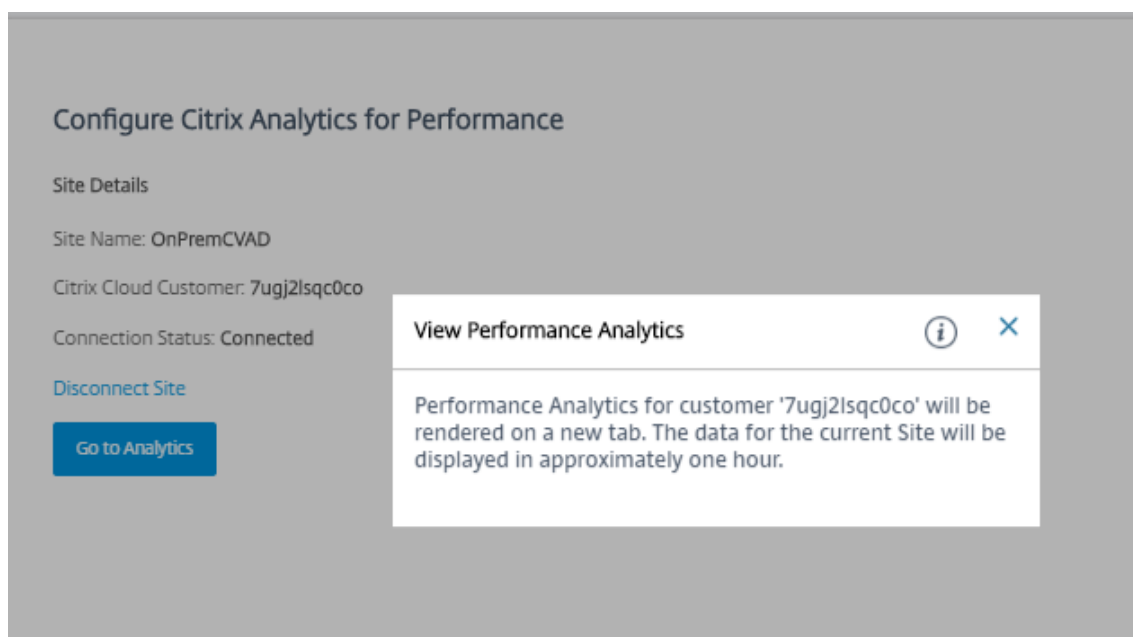 Configure Citrix Analytics for Performance
Site Details
Site Name: OnPremCVAD
Citrix Cloud Customer: 7ugj2lsqc0co
Connection Status: Connected
Disconnect Site
Go to Analytics
View Performance Analytics
Performance Analytics for customer '7ugj2lsqc0co' will be
rendered on a new tab. The data for the current Site will be
displayed in approximately one hour.